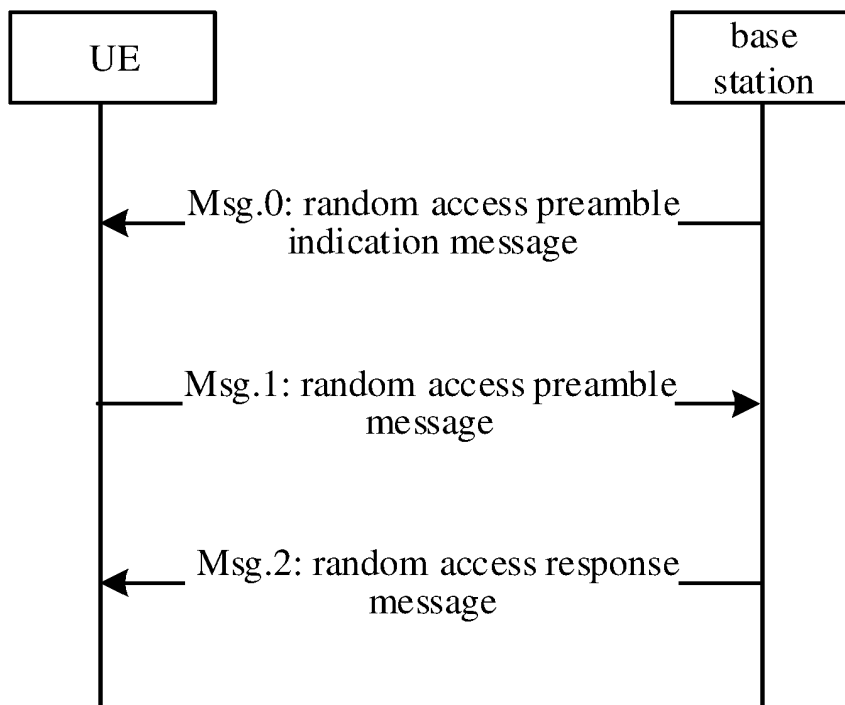 UE
base
station
Msg.0: random access preamble
indication message
Msg.1: random access preamble
message
Msg.2: random access response
message